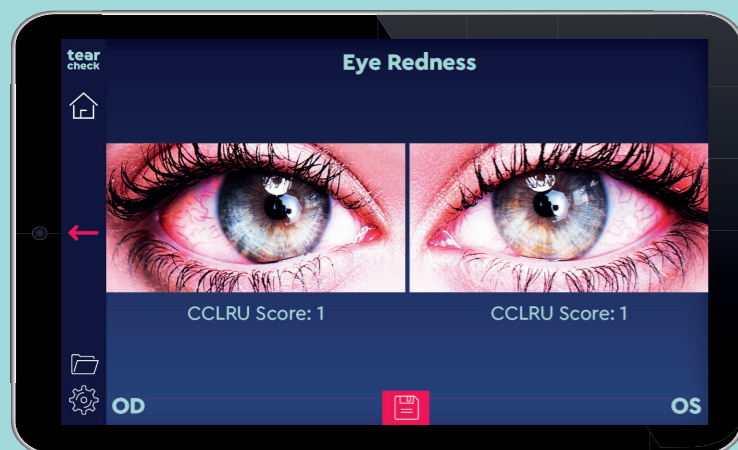 tear
check
Eye Redness
CCLRU Score: 1
CCLRU Score: 1
OD
OS